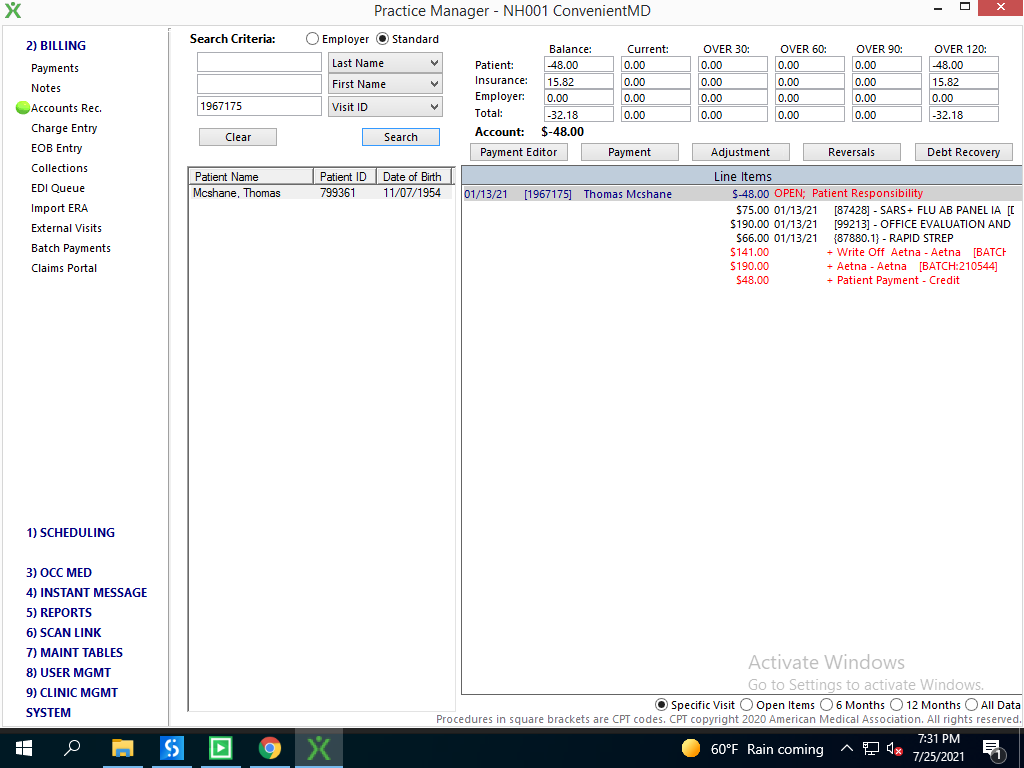 Practice Manager - NH001 ConvenientMD
2) BILLING
Payments
Notes
Accounts Rec.
Charge Entry
EOB Entry
Collections
EDI Queue
Import ERA
External Visits
Batch Payments
Claims Portal
1) SCHEDULING
3) OCC MED
4) INSTANT MESSAGE
5) REPORTS
6) SCAN LINK
7) MAINT TABLES
8) USER MGMT
9) CLINIC MGMT
SYSTEM
Search Criteria: Employer Standard
Last Name
First Name
1967175 Visit ID
Clear Search
Patient Name Patient ID Date of Birth
Mcshane, Thomas 799361 11/07/1954
Balance: Current: OVER 30: OVER 60: OVER 90: OVER 120:
Patient: -48.00 0.00 0.00 0.00 0.00 -48.00
Insurance: 15.82 0.00 0.00 0.00 0.00 15.82
Employer: 0.00 0.00 0.00 0.00 0.00 0.00
Total: -32.18 0.00 0.00 0.00 0.00 -32.18
Account: $-48.00
Payment Editor Payment Adjustment Reversals Debt Recovery
Line Items
01/13/21 [1967175] Thomas Mcshane $-48.00 OPEN; Patient Responsibility
$75.00 01/13/21 [87428] - SARS+ FLU AB PANEL IA [D
$190.00 01/13/21 [99213] - OFFICE EVALUATION AND
$66.00 01/13/21 {87880.1} - RAPID STREP
$141.00 + Write Off Aetna - Aetna [BATCH
$190.00 + Aetna - Aetna [BATCH:210544]
$48.00 + Patient Payment - Credit
Activate Windows
Go to Settings to activate Windows.
Specific Visit Open Items 6 Months 12 Months All Data
Procedures in square brackets are CPT codes. CPT copyright 2020 American Medical Association. All rights reserved.
60°F Rain coming
7:31 PM
7/25/2021
1